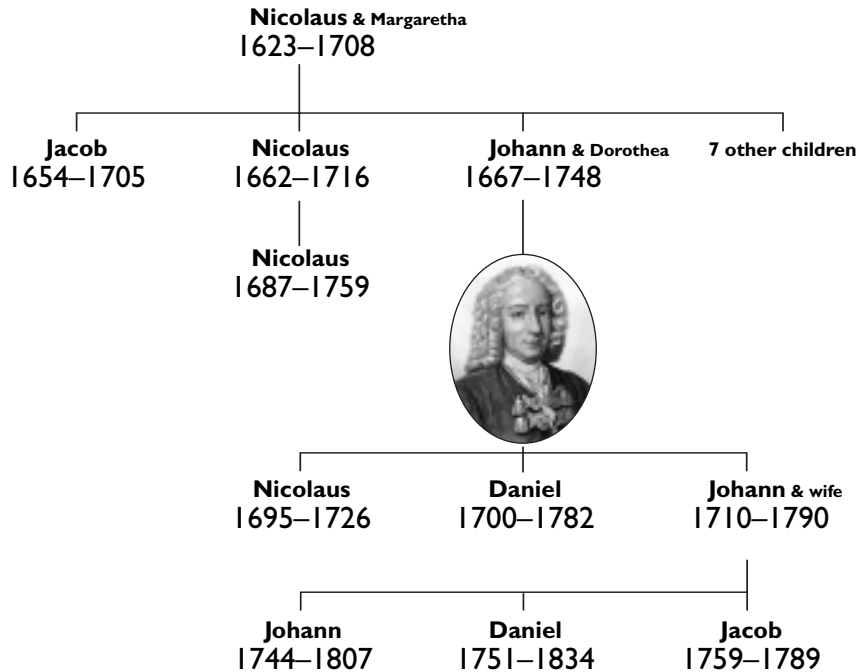 Nicolaus & Margaretha
1623–1708
Jacob
1654–1705
Nicolaus
1662–1716
Johann & Dorothea
1667–1748
7 other children
Nicolaus
1687–1759
Nicolaus
1695–1726
Daniel
1700–1782
Johann & wife
1710–1790
Johann
1744–1807
Daniel
1751–1834
Jacob
1759–1789